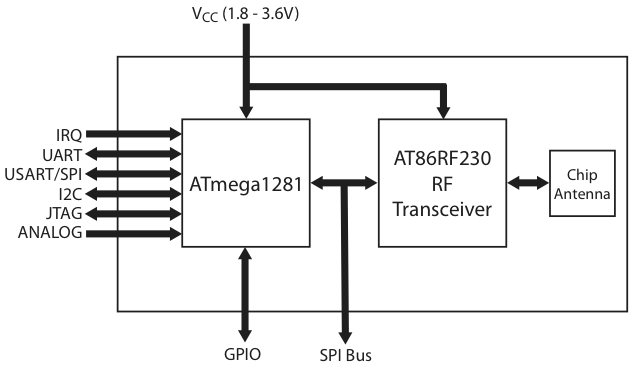 VCC (1.8 - 3.6V)
IRQ
UART
USART/SPI
I2C
JTAG
ANALOG
ATmega1281
AT86RF230
RF
Transceiver
Chip
Antenna
GPIO
SPI Bus